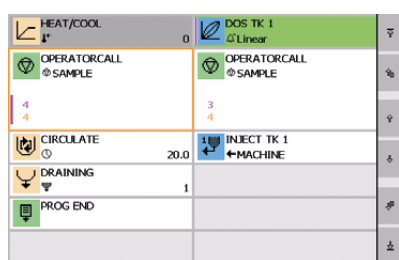 HEAT/COOL
0
DOS TK 1
Linear
OPERATORCALL
SAMPLE
4
4
OPERATORCALL
SAMPLE
3
4
CIRCULATE
20.0
1
INJECT TK 1
←MACHINE
DRAINING
1
PROG END